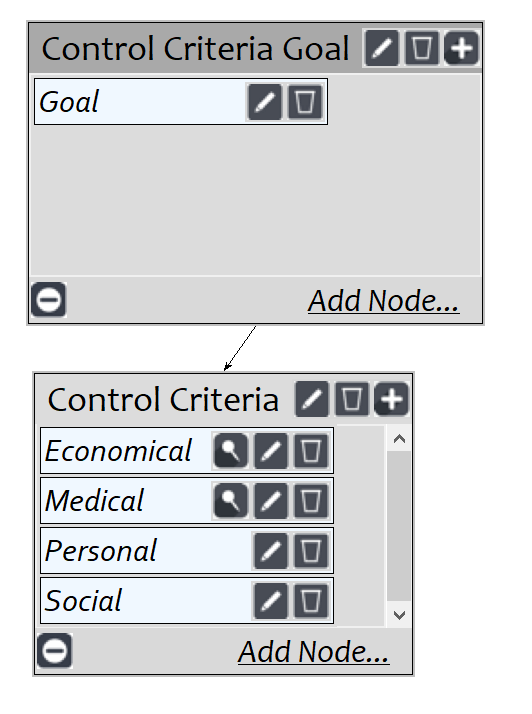 Control Criteria Goal
Goal
Add Node...
Control Criteria
Economical
Medical
Personal
Social
Add Node...